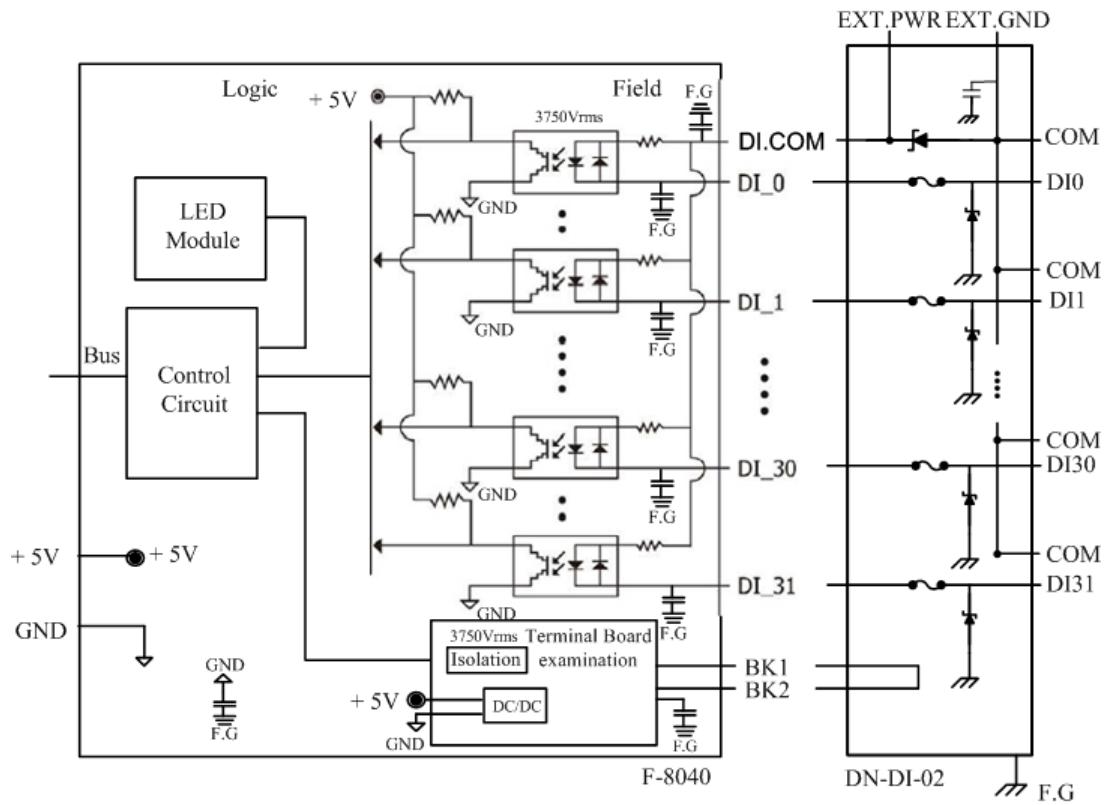 EXT.PWR EXT.GND
Logic
Field
F.G
+ 5V
3750Vrms
DI.COM
COM
DI_0
DI0
GND
F.G
LED
Module
COM
DI_1
DI1
GND
F.G
Bus
Control
Circuit
COM
DI_30
DI30
GND
F.G
+ 5V
+ 5V
COM
DI_31
DI31
GND
F.G
GND
3750Vrms
Terminal Board
examination
Isolation
BK1
BK2
GND
+ 5V
DC/DC
GND
F.G
F.G
F-8040
DN-DI-02
F.G